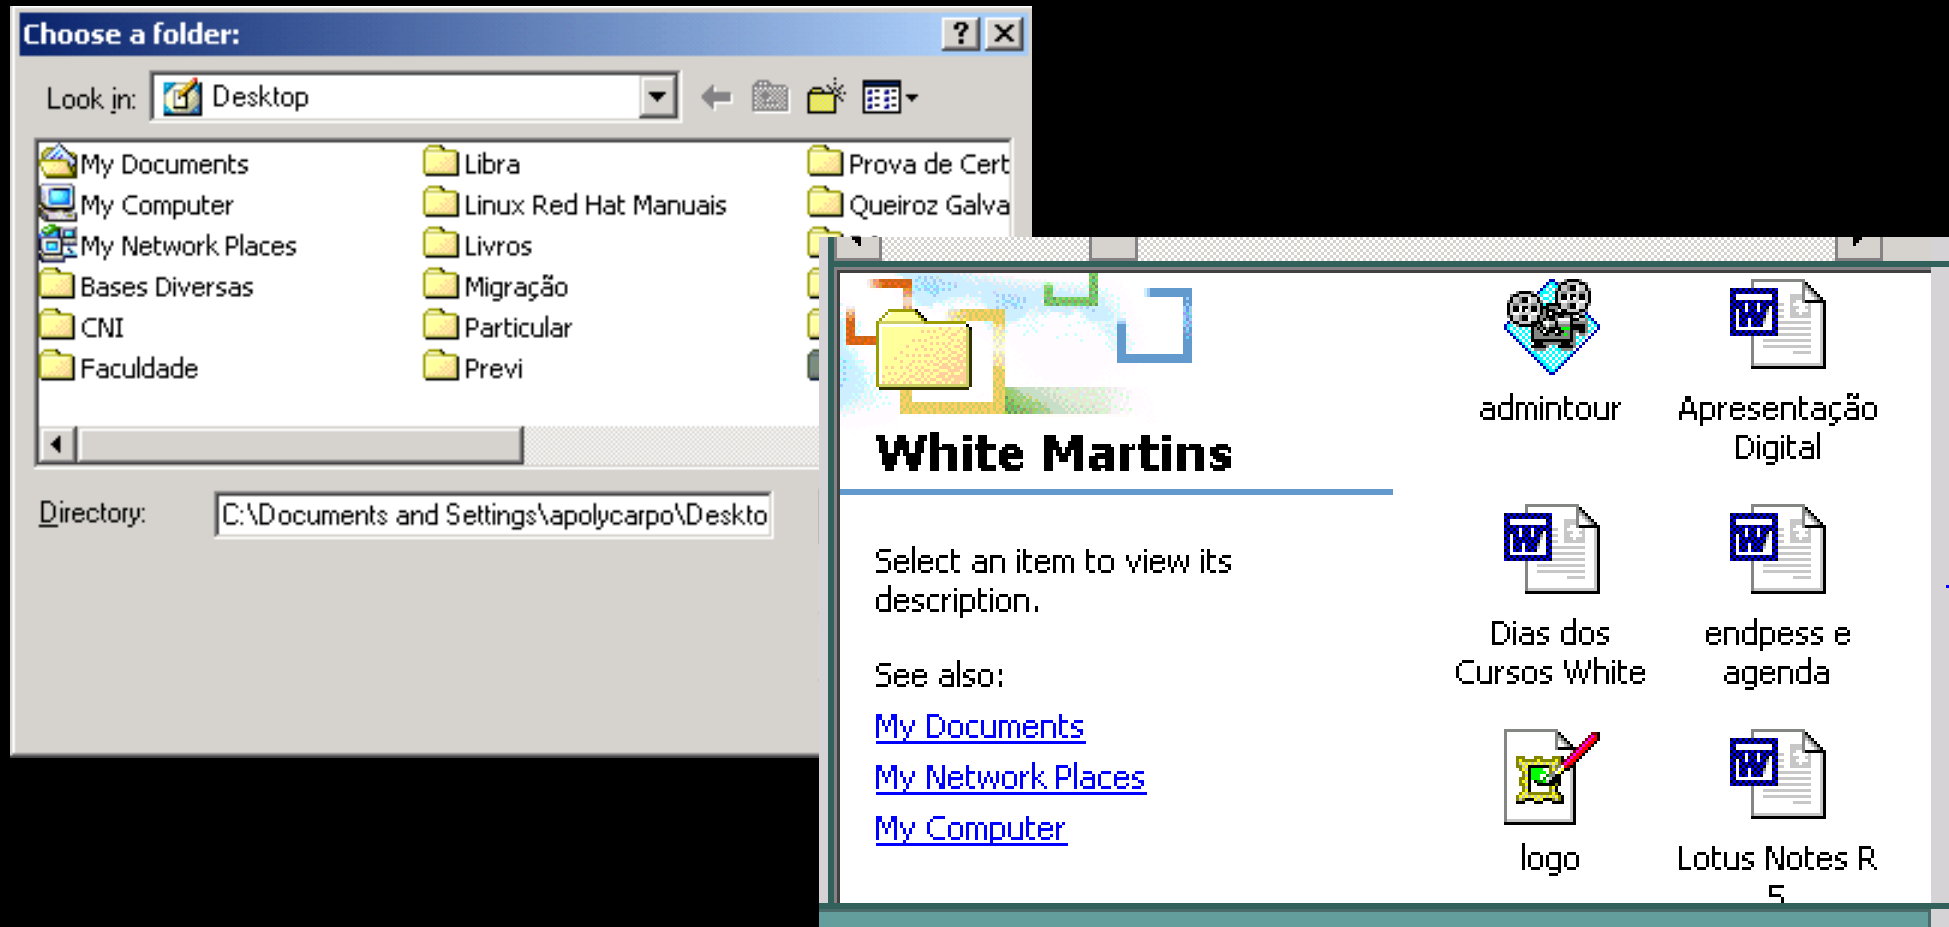 Choose a folder:
Look in: Desktop
My Documents
My Computer
My Network Places
Bases Diversas
CNI
Faculdade
Libra
Linux Red Hat Manuais
Livros
Migração
Particular
Previ
Prova de Cert
Queiroz Galva
Directory: C:\Documents and Settings\apolycarpo\Deskto
White Martins
Select an item to view its
description.
See also:
My Documents
My Network Places
My Computer
admintour
Apresentação
Digital
Dias dos
Cursos White
endpess e
agenda
logo
Lotus Notes R
5